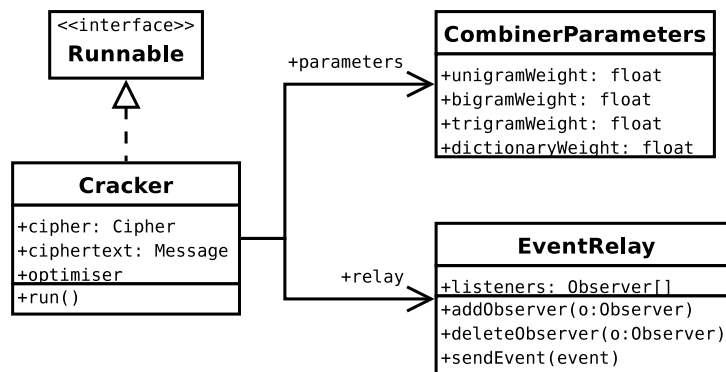 <<interface>>
Runnable
+parameters
CombinerParameters
+unigramWeight: float
+bigramWeight: float
+trigramWeight: float
+dictionaryWeight: float
Cracker
+cipher: Cipher
+ciphertext: Message
+optimiser
+run()
+relay
EventRelay
+listeners: Observer[]
+addObserver(o:Observer)
+deleteObserver(o:Observer)
+sendEvent(event)